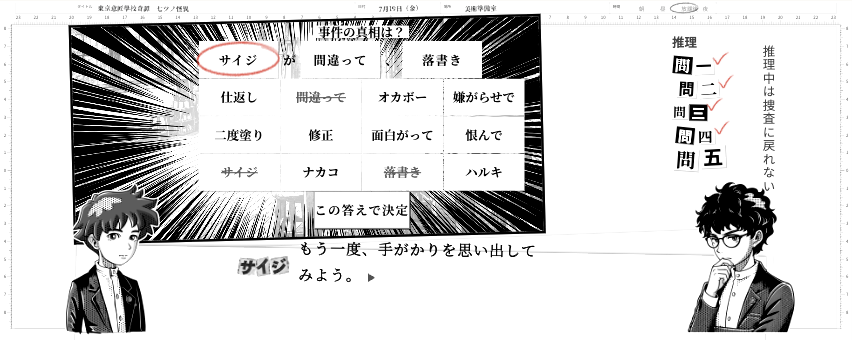 東京意匠學校奇譚 七ツノ怪異
7月19日（金）
美術準備室
事件の真相は？
サイジ が 間違って 、 落書き
仕返し 間違って オカボー 嫌がらせで
二度塗り 修正 面白がって 恨んで
サイジ ナカコ 落書き ハルキ
この答えで決定
サイジ
もう一度、手がかりを思い出して
みよう。
推理
問一
問二
問三
問四
問五
推理中は捜査に戻れない